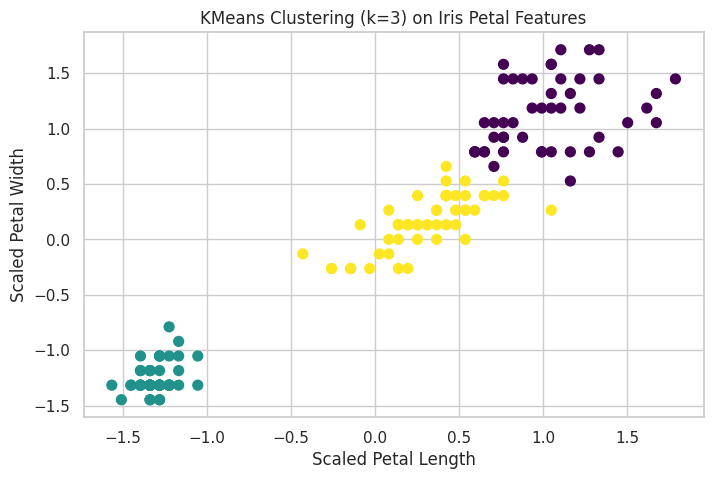 KMeans Clustering (k=3) on Iris Petal Features
Scaled Petal Width
1.5
1.0
0.5
0.0
−0.5
−1.0
−1.5
−1.5 −1.0 −0.5 0.0 0.5 1.0 1.5
Scaled Petal Length